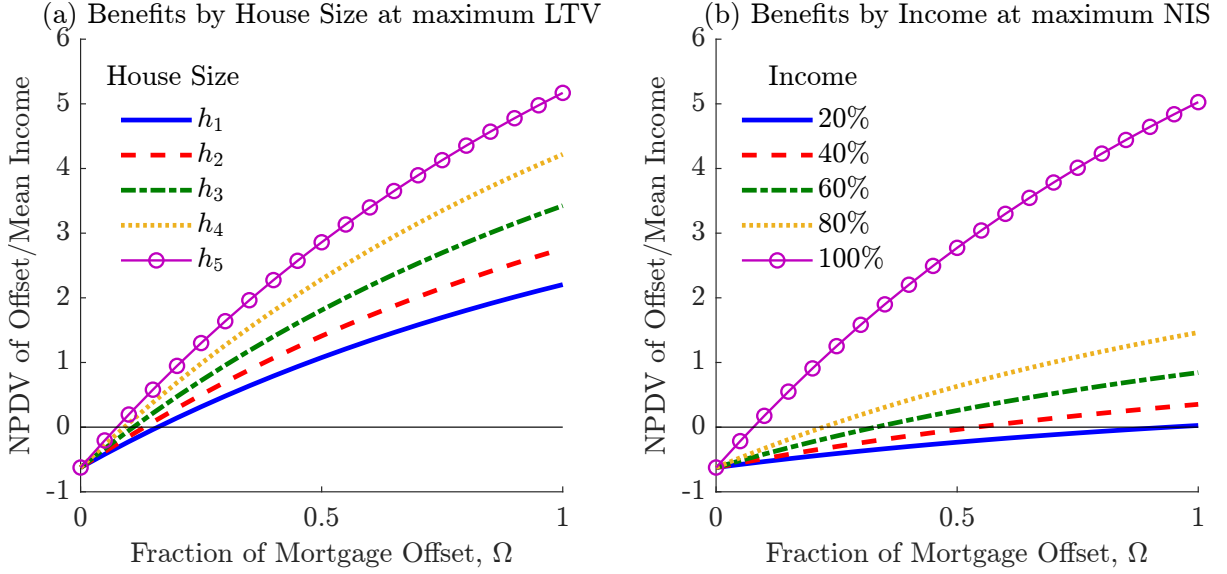 (a) Benefits by House Size at maximum LTV
NPDV of Offset/Mean Income
6
5
4
3
2
1
0
-1
House Size
h₁
h₂
h₃
h₄
h₅
0
0.5
1
Fraction of Mortgage Offset, Ω
(b) Benefits by Income at maximum NIS
NPDV of Offset/Mean Income
6
5
4
3
2
1
0
-1
Income
20%
40%
60%
80%
100%
0
0.5
1
Fraction of Mortgage Offset, Ω